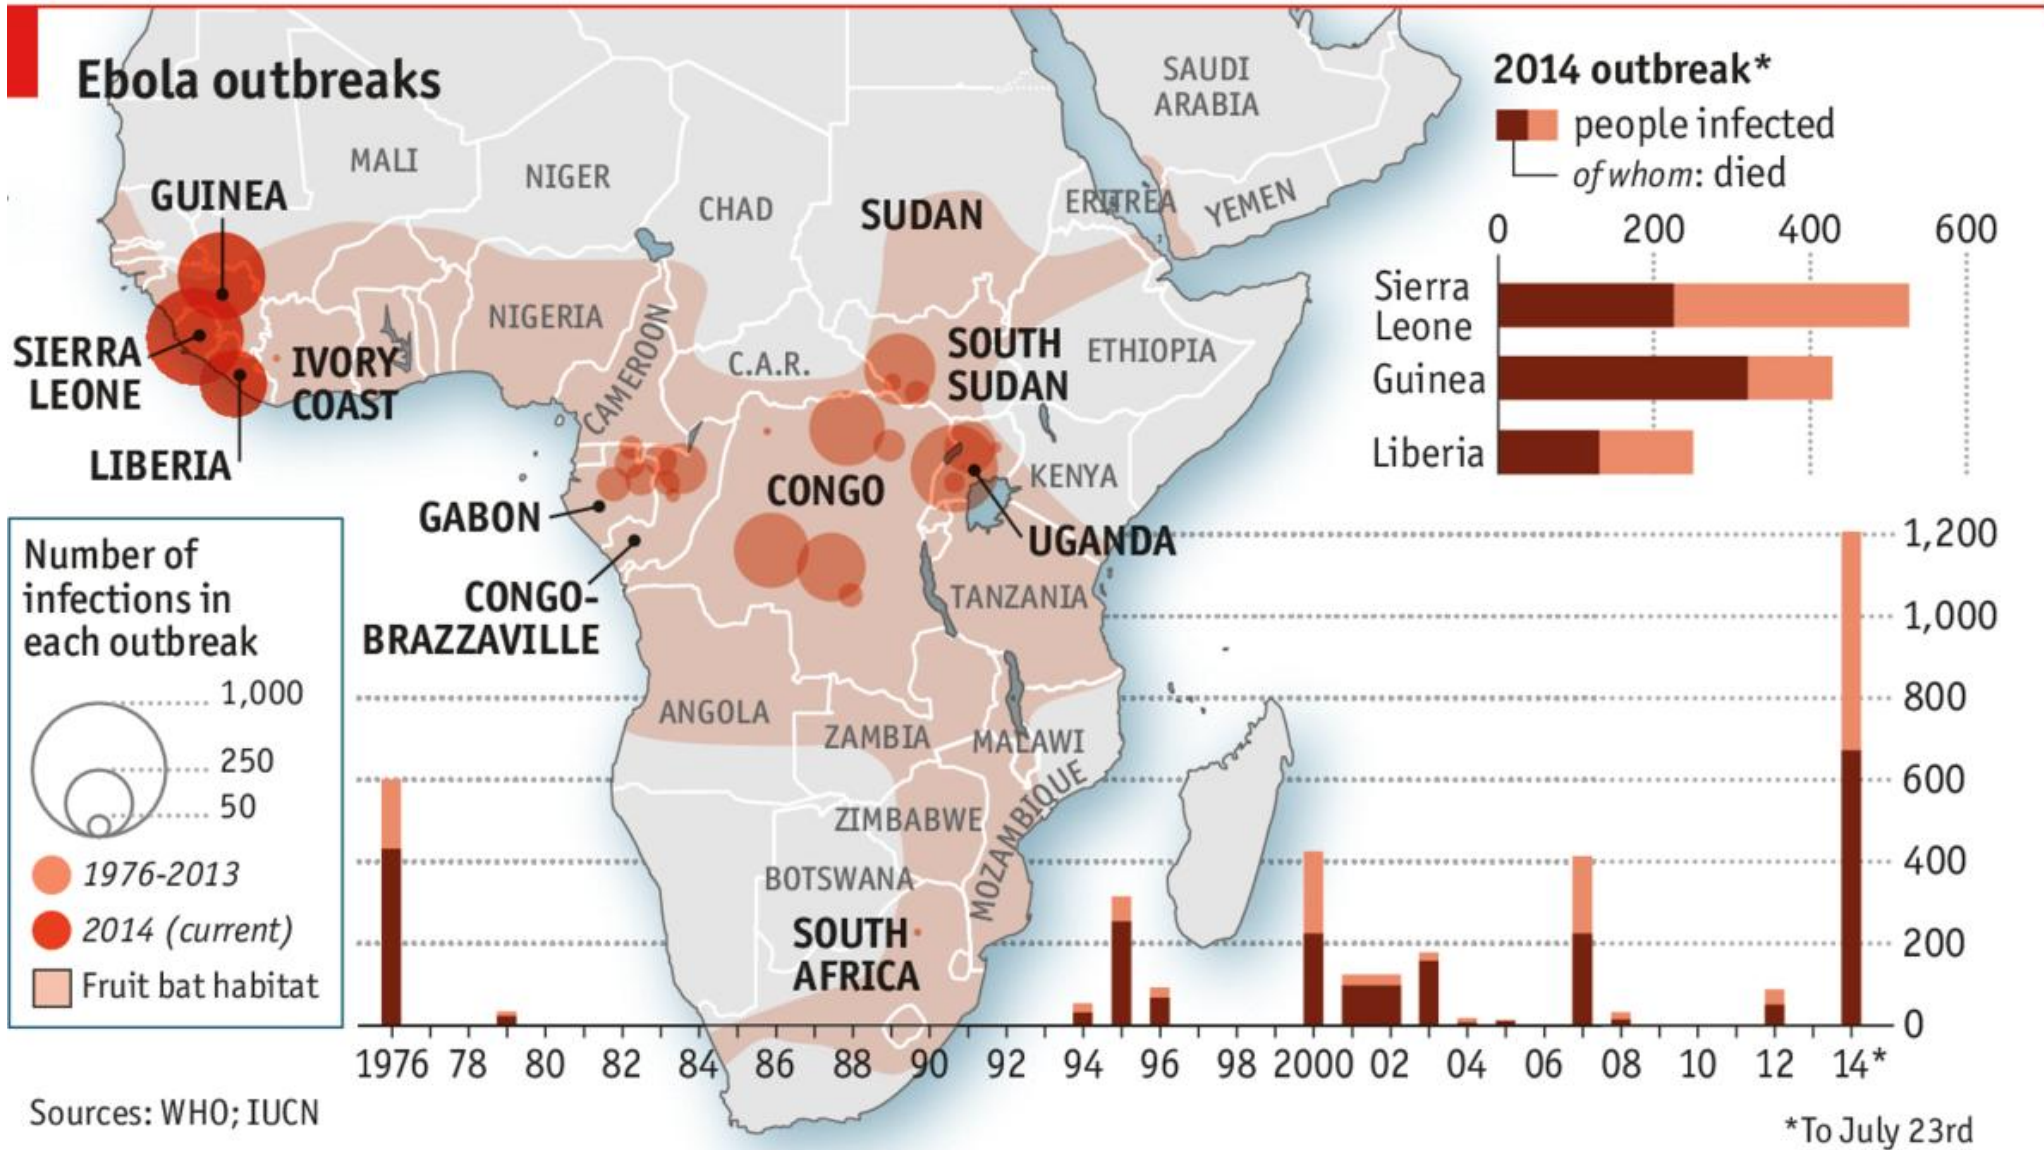 Ebola outbreaks
MALI
NIGER
CHAD
SUDAN
ERITREA
SAUDI
ARABIA
YEMEN
GUINEA
NIGERIA
CAMEROON
C.A.R.
SOUTH
SUDAN
ETHIOPIA
SIERRA
LEONE
IVORY
COAST
LIBERIA
GABON
CONGO
KENYA
UGANDA
CONGO-
BRAZZAVILLE
TANZANIA
ANGOLA
ZAMBIA
MALAWI
MOZAMBIQUE
ZIMBABWE
BOTSWANA
SOUTH
AFRICA
2014 outbreak*
people infected
of whom: died
0 200 400 600
Sierra
Leone
Guinea
Liberia
Number of
infections in
each outbreak
1,000
250
50
1976-2013
2014 (current)
Fruit bat habitat
1,200
1,000
800
600
400
200
0
1976 78 80 82 84 86 88 90 92 94 96 98 2000 02 04 06 08 10 12 14*
Sources: WHO; IUCN
*To July 23rd